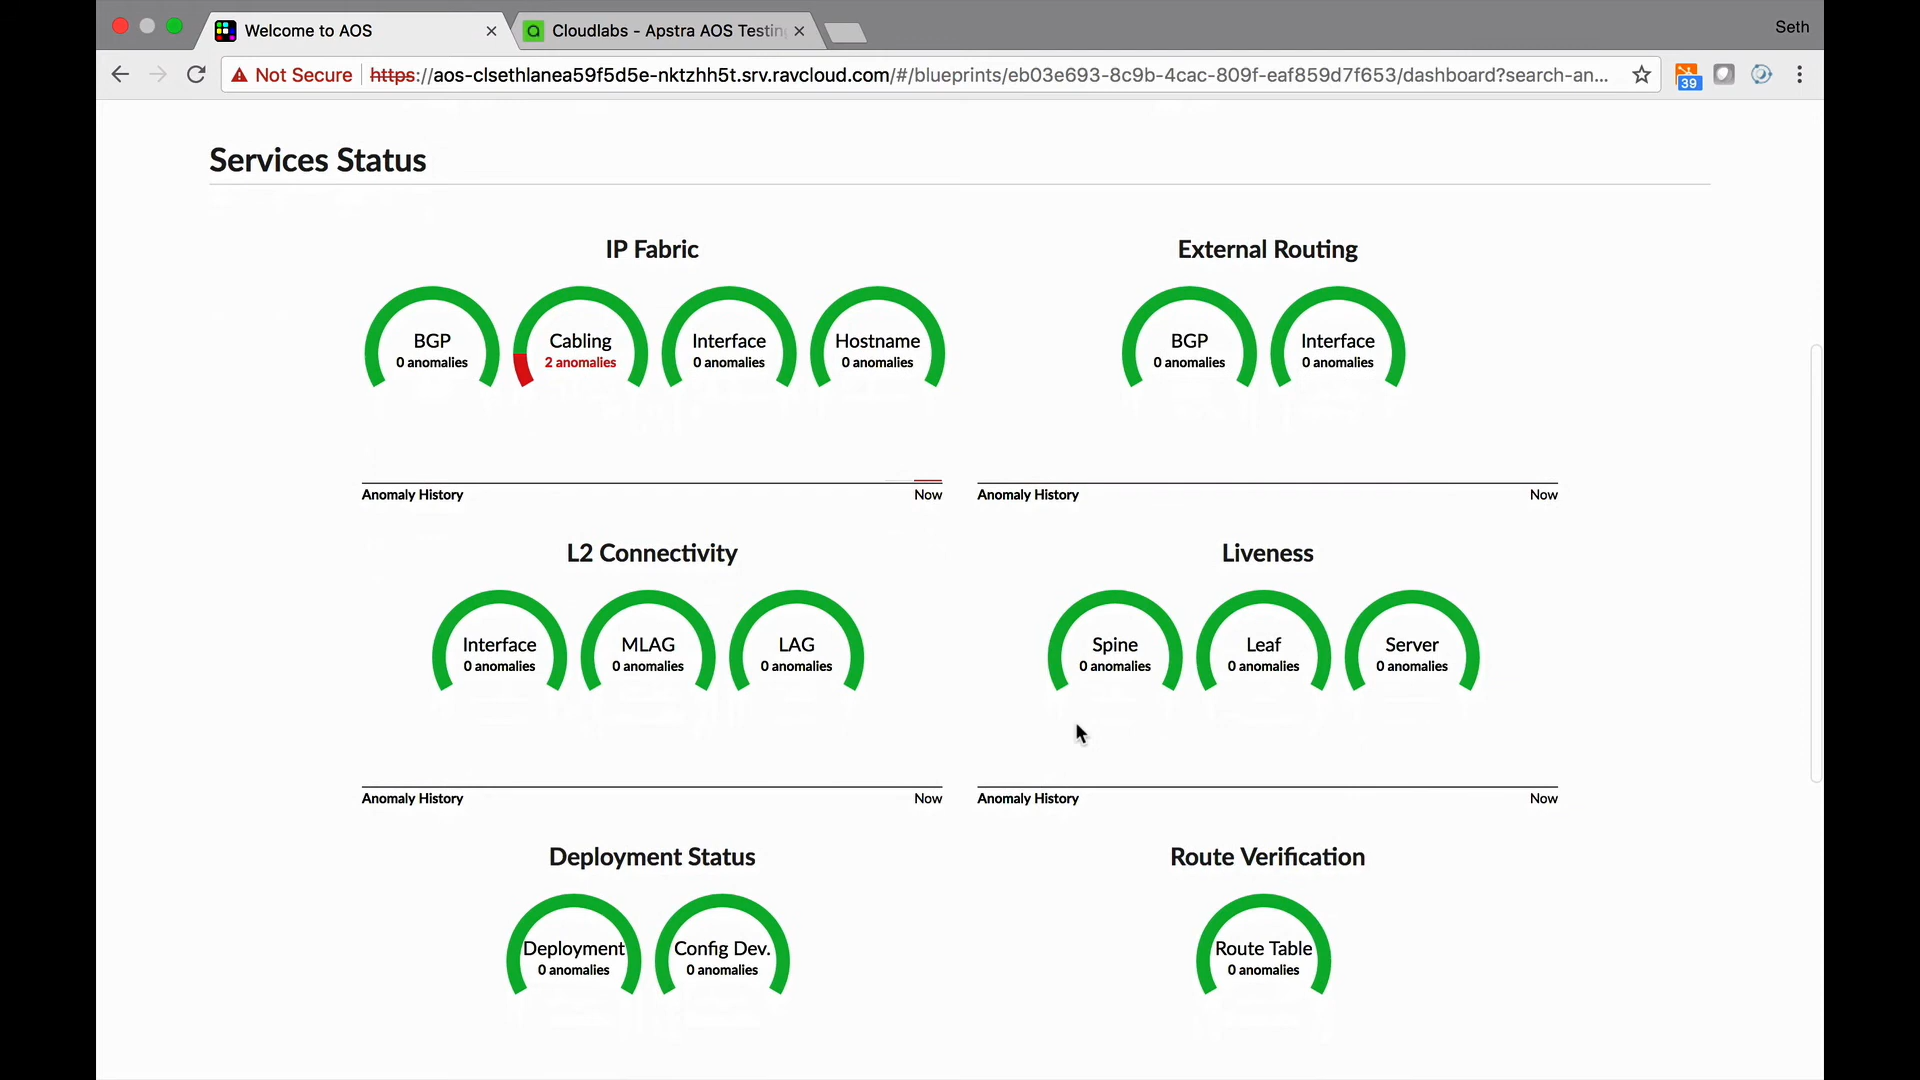 Welcome to AOS
Cloudlabs - Apstra AOS Testing
Seth
Not Secure
https://aos-clsethlanea59f5d5e-nktzhh5t.srv.ravcloud.com/#/blueprints/eb03e693-8c9b-4cac-809f-eaf859d7f653/dashboard?search-an...
39
Services Status
IP Fabric
External Routing
BGP
0 anomalies
Cabling
2 anomalies
Interface
0 anomalies
Hostname
0 anomalies
BGP
0 anomalies
Interface
0 anomalies
Anomaly History
Now
Anomaly History
Now
L2 Connectivity
Liveness
Interface
0 anomalies
MLAG
0 anomalies
LAG
0 anomalies
Spine
0 anomalies
Leaf
0 anomalies
Server
0 anomalies
Anomaly History
Now
Anomaly History
Now
Deployment Status
Route Verification
Deployment
0 anomalies
Config Dev.
0 anomalies
Route Table
0 anomalies